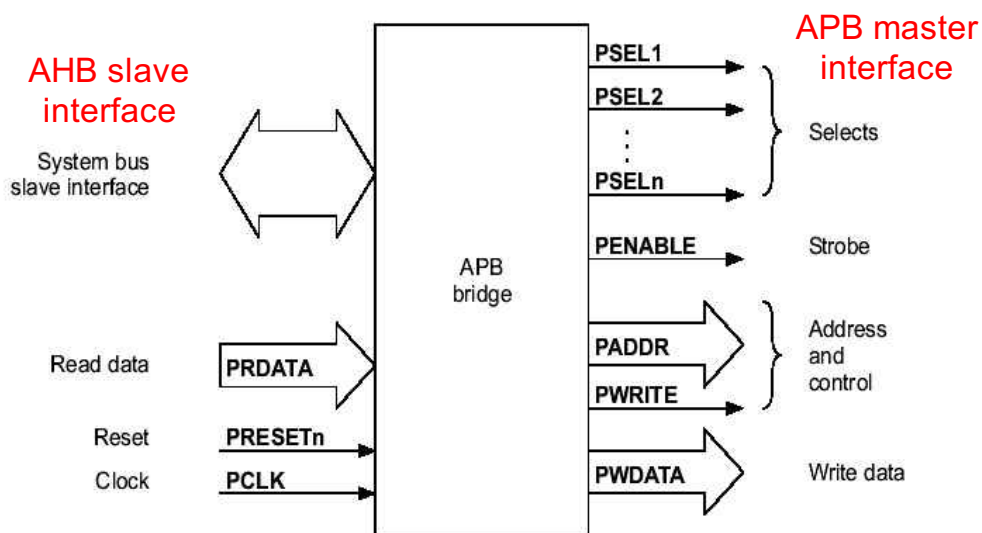 AHB slave
interface
System bus
slave interface
Read data
PRDATA
Reset
PRESETn
Clock
PCLK
APB
bridge
APB master
interface
PSEL1
PSEL2
PSELn
Selects
PENABLE
Strobe
PADDR
PWRITE
Address
and
control
PWDATA
Write data